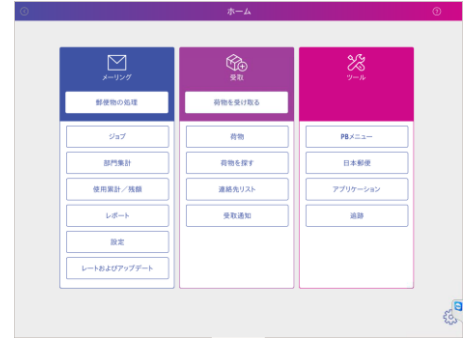 ホーム
メーリング
郵便物の処理
ジョブ
部門集計
使用累計／残額
レポート
設定
レートおよびアップデート
受取
荷物を受け取る
荷物
荷物を探す
連絡先リスト
受取通知
ツール
PBメニュー
日本郵便
アプリケーション
追跡